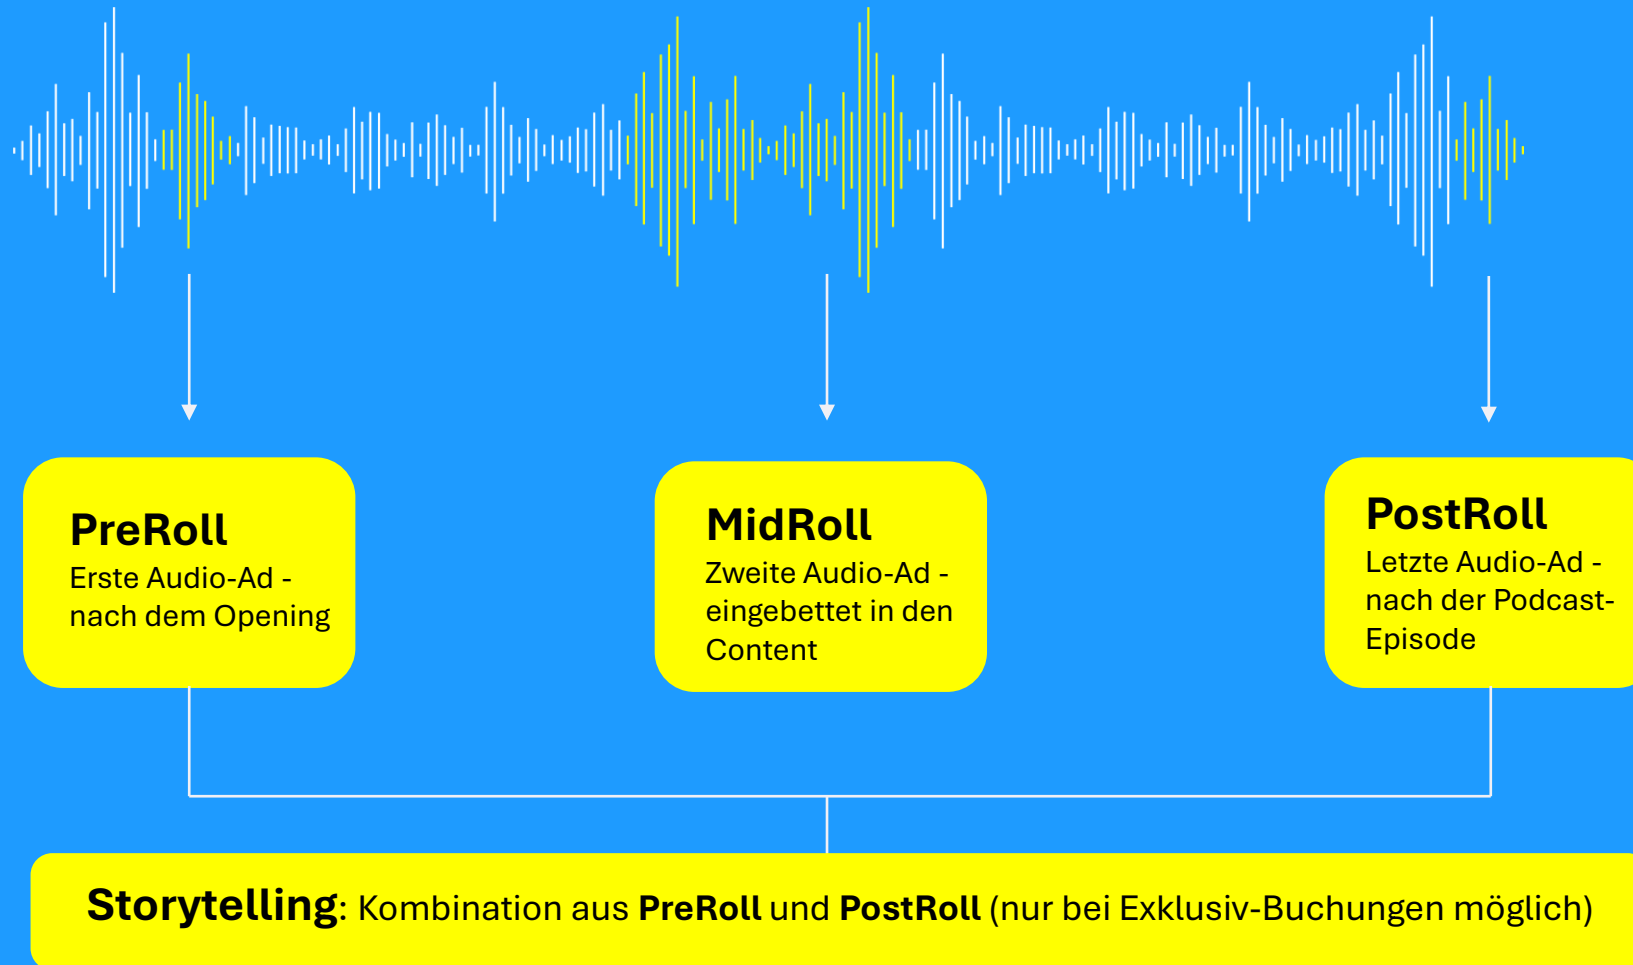 PreRoll
Erste Audio-Ad -
nach dem Opening
MidRoll
Zweite Audio-Ad -
eingebettet in den
Content
PostRoll
Letzte Audio-Ad -
nach der Podcast-
Episode
Storytelling: Kombination aus PreRoll und PostRoll (nur bei Exklusiv-Buchungen möglich)